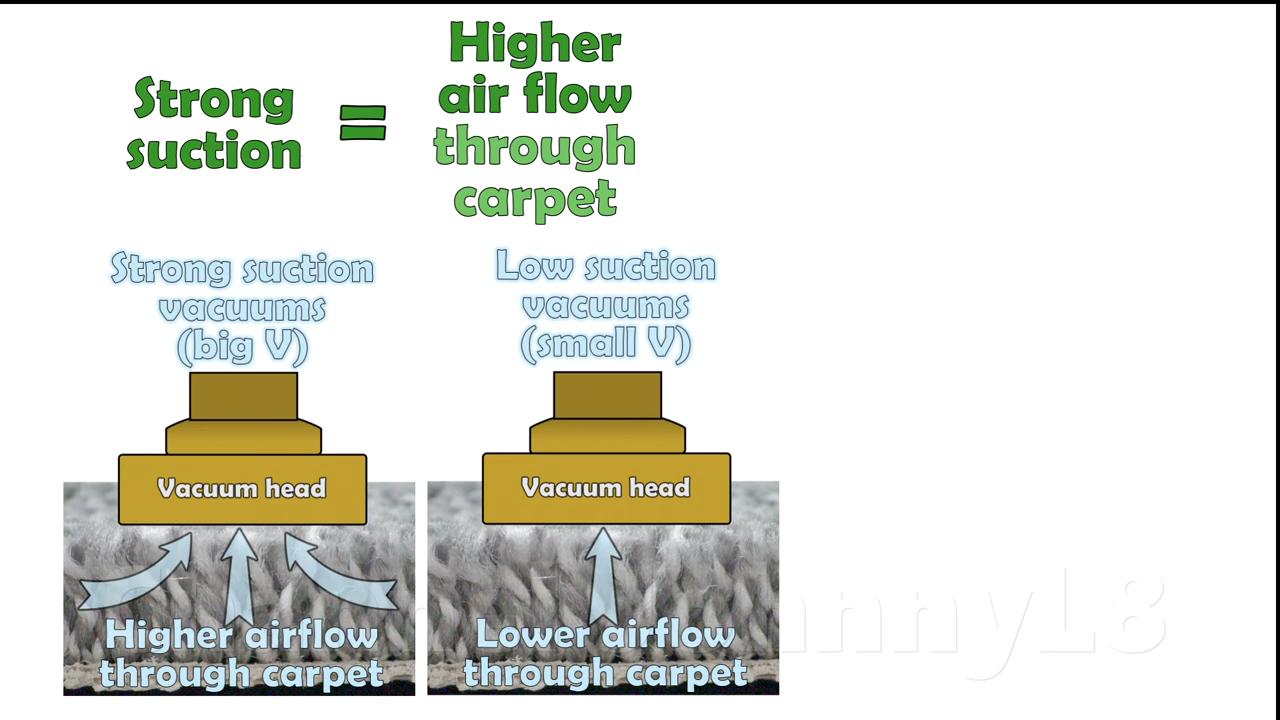 Strong
suction
=
Higher
air flow
through
carpet
Strong suction
vacuums
(big V)
Low suction
vacuums
(small V)
Vacuum head
Vacuum head
Higher airflow
through carpet
Lower airflow
through carpet